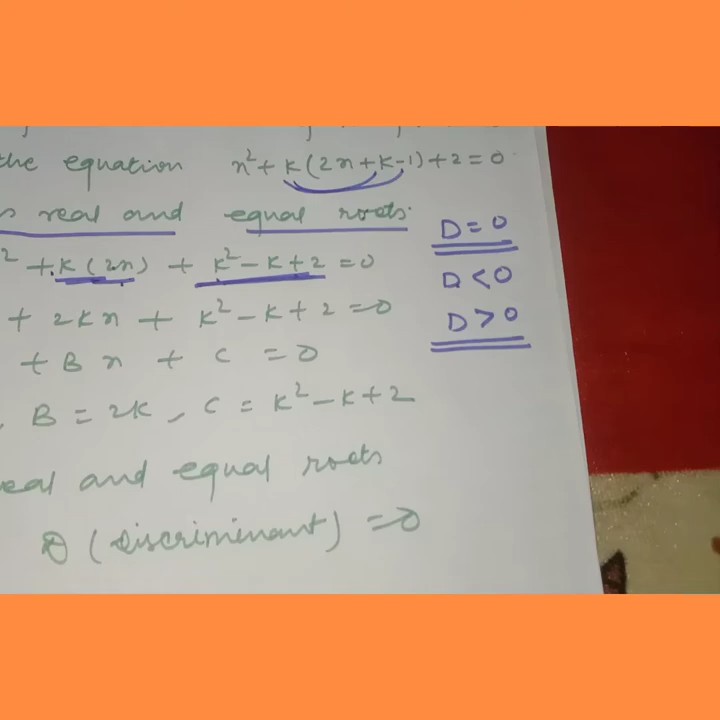 the equation x² + k(2x+k-1)+2=0
s real and equal roots.
² + k(2x) + k²-k+2=0
+ 2kx + k²-k+2=0
+ Bx + C = 0
, B = 2k, C = k²-k+2
eal and equal roots
D (discriminant) = 0
D=0
D<0
D>0